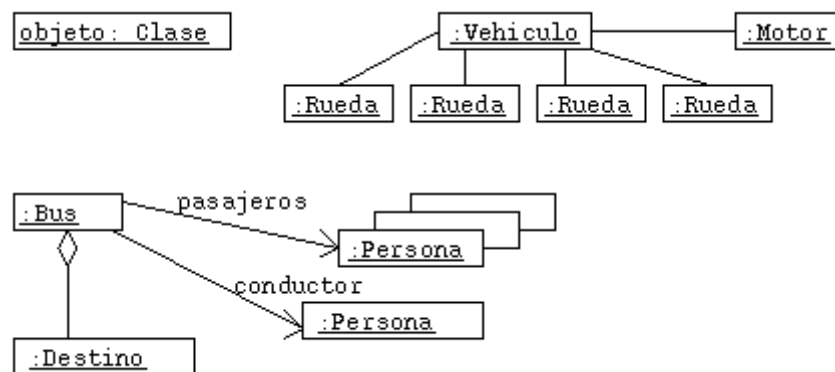 objeto: Clase
:Vehiculo
:Motor
:Rueda
:Rueda
:Rueda
:Rueda
:Bus
pasajeros
:Persona
conductor
:Persona
:Destino